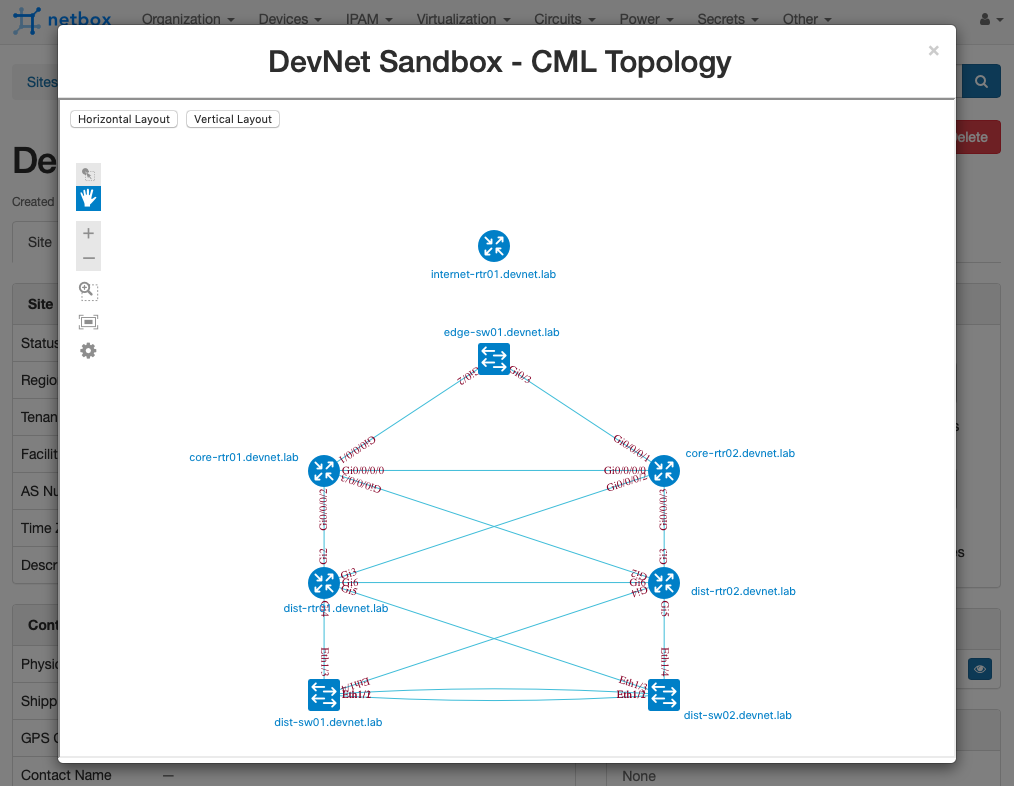 netbox Organization Devices IPAM Virtualization Circuits Power Secrets Other
DevNet Sandbox - CML Topology
×
Sites
Horizontal Layout Vertical Layout
elete
De
Created
Site
internet-rtr01.devnet.lab
Site
edge-sw01.devnet.lab
Status
Regio
Gi0/2 Gi0/3
Tenan
Facilit
Gi0/0/0/1 Gi0/0/0/1
core-rtr01.devnet.lab core-rtr02.devnet.lab
Gi0/0/0/0 Gi0/0/0/0
Gi0/0/0/3 Gi0/0/0/2
AS Nu
Gi0/0/0/2 Gi0/0/0/3
Time Z
Descr
Gi2 Gi3
Gi3 Gi2
Gi6 Gi6
Gi5 Gi4
dist-rtr01.devnet.lab dist-rtr02.devnet.lab
Gi4 Gi5
Cont
Physic
Eth1/3 Eth1/4
Eth1/4 Eth1/3
Eth1/2 Eth1/2
Shipp
dist-sw01.devnet.lab dist-sw02.devnet.lab
GPS C
Contact Name —
None